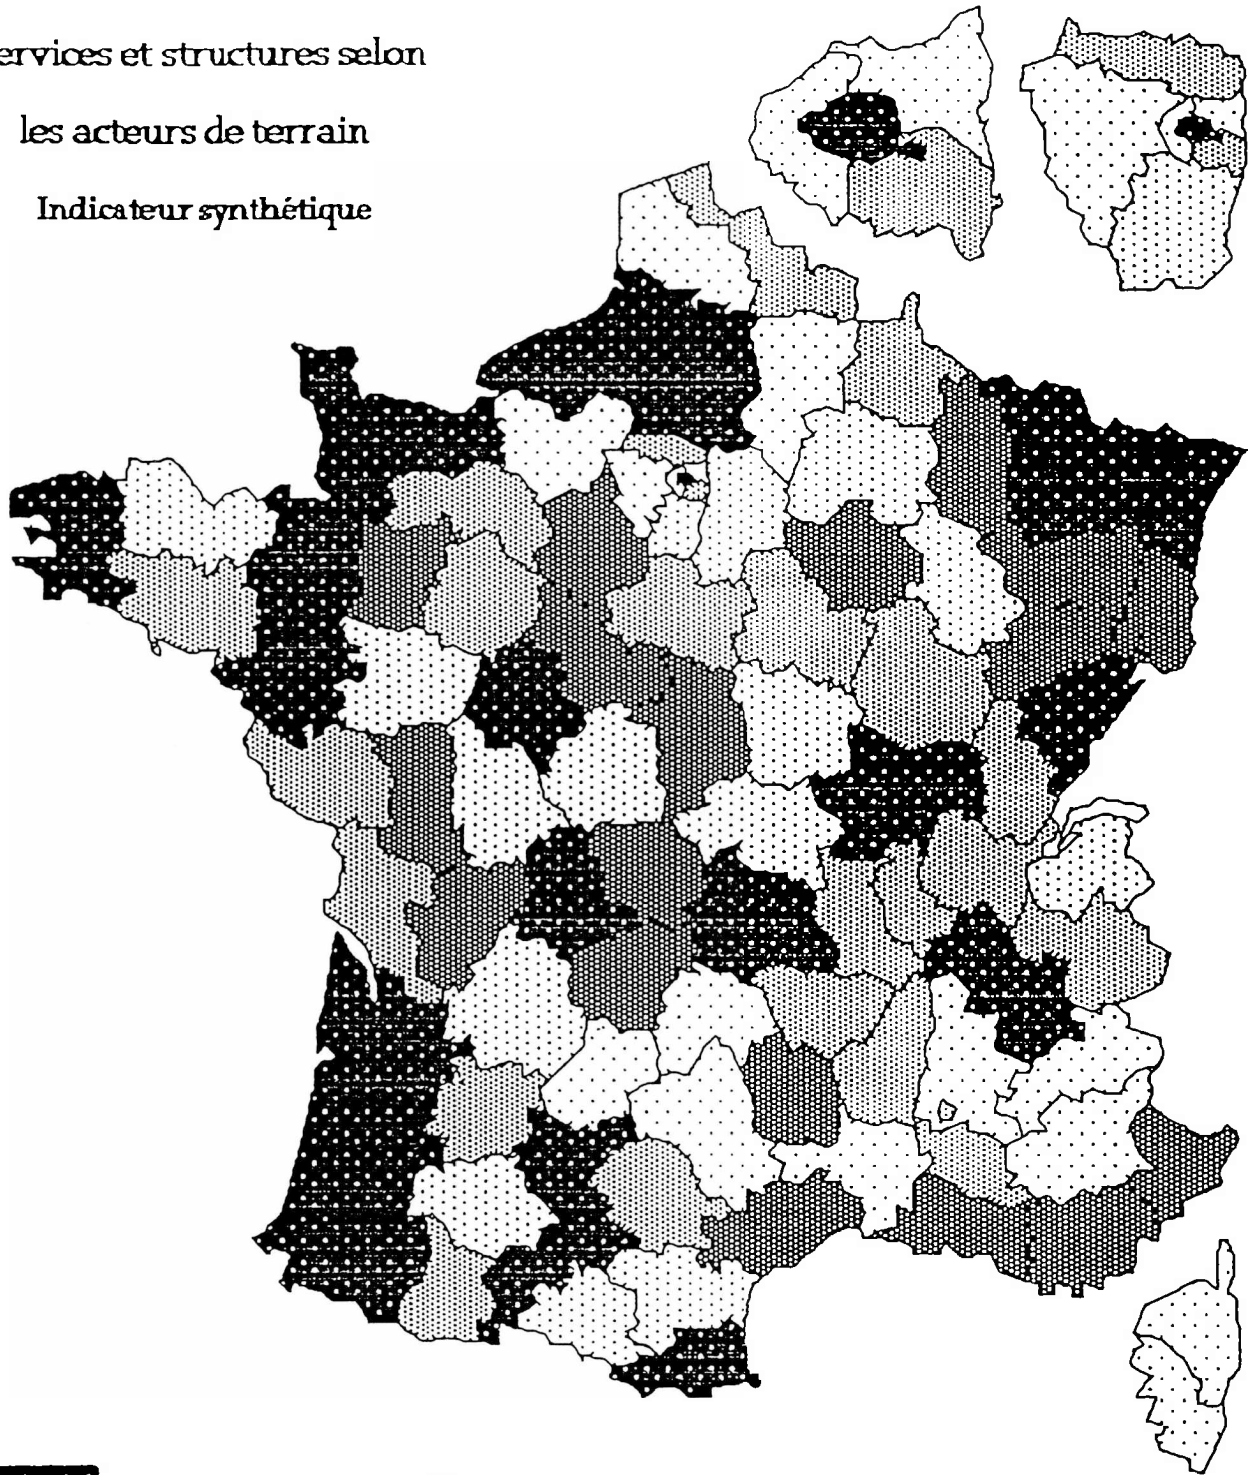 ervices et structures selon
les acteurs de terrain
Indicateur synthétique